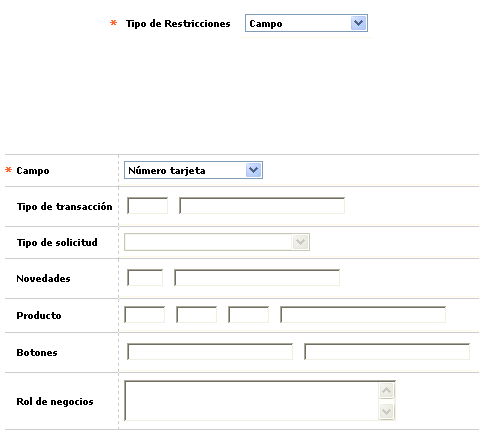 * Tipo de Restricciones Campo
* Campo Número tarjeta
Tipo de transacción
Tipo de solicitud
Novedades
Producto
Botones
Rol de negocios